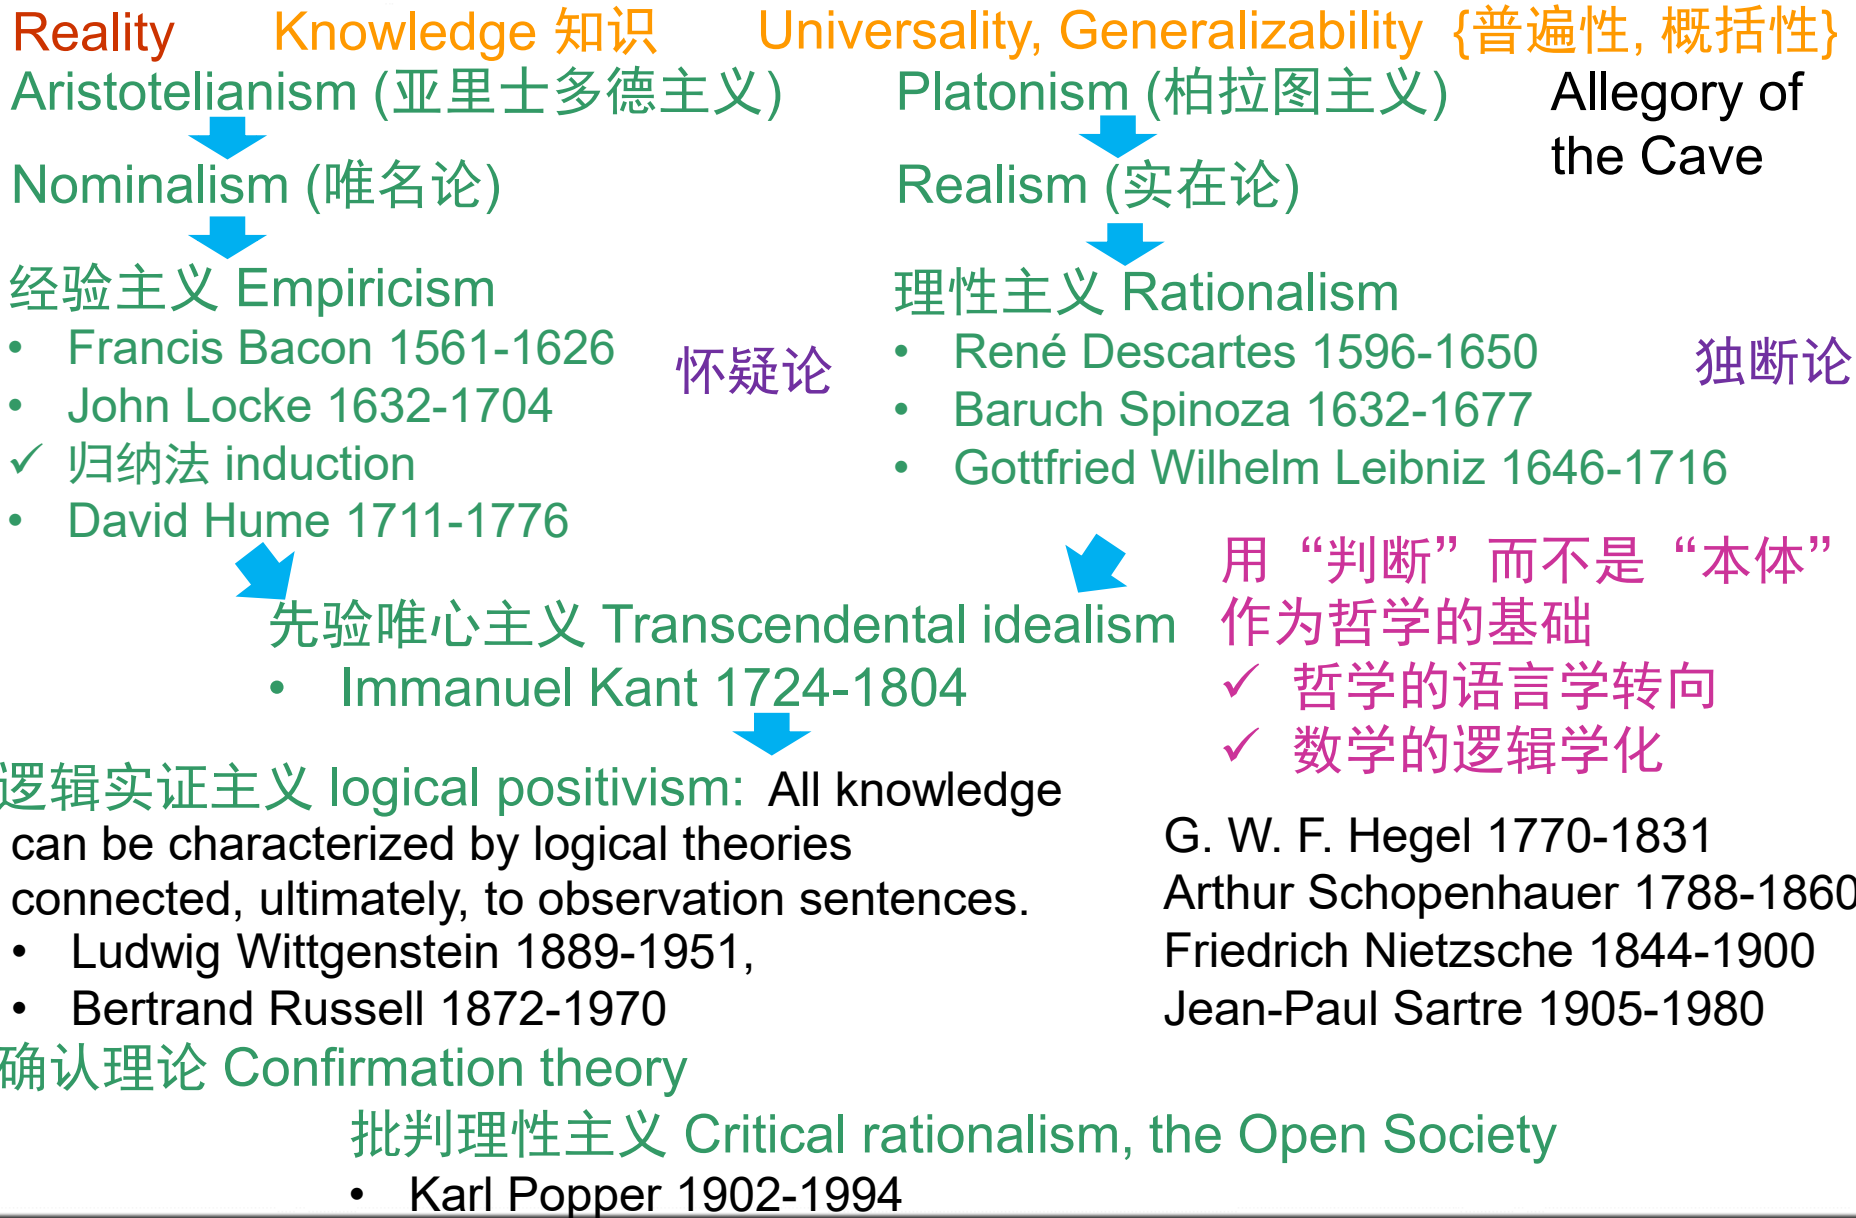 Reality Knowledge 知识 Universality, Generalizability {普遍性, 概括性}
Aristotelianism (亚里士多德主义)
Platonism (柏拉图主义)
Allegory of
the Cave
Nominalism (唯名论)
Realism (实在论)
经验主义 Empiricism
• Francis Bacon 1561-1626
• John Locke 1632-1704
✓ 归纳法 induction
• David Hume 1711-1776
怀疑论
理性主义 Rationalism
• René Descartes 1596-1650
• Baruch Spinoza 1632-1677
• Gottfried Wilhelm Leibniz 1646-1716
独断论
先验唯心主义 Transcendental idealism
• Immanuel Kant 1724-1804
用“判断”而不是“本体”
作为哲学的基础
✓ 哲学的语言学转向
✓ 数学的逻辑学化
逻辑实证主义 logical positivism: All knowledge
can be characterized by logical theories
connected, ultimately, to observation sentences.
• Ludwig Wittgenstein 1889-1951,
• Bertrand Russell 1872-1970
G. W. F. Hegel 1770-1831
Arthur Schopenhauer 1788-1860
Friedrich Nietzsche 1844-1900
Jean-Paul Sartre 1905-1980
确认理论 Confirmation theory
批判理性主义 Critical rationalism, the Open Society
• Karl Popper 1902-1994